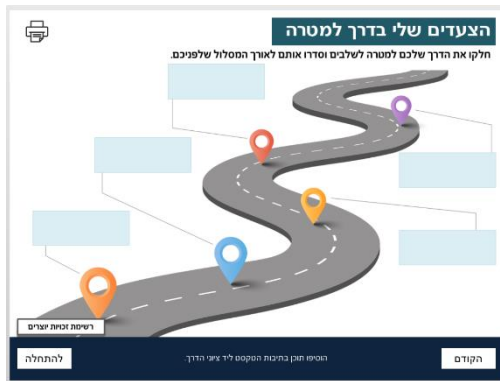 הצעדים שלי בדרך למטרה
חלקו את הדרך שלכם למטרה לשלבים וסדרו אותם לאורך המסלול שלפניכם.
רשימת זכויות יוצרים
הקודם
הוסיפו תוכן בתיבות הטקסט ליד ציוני הדרך.
להתחלה